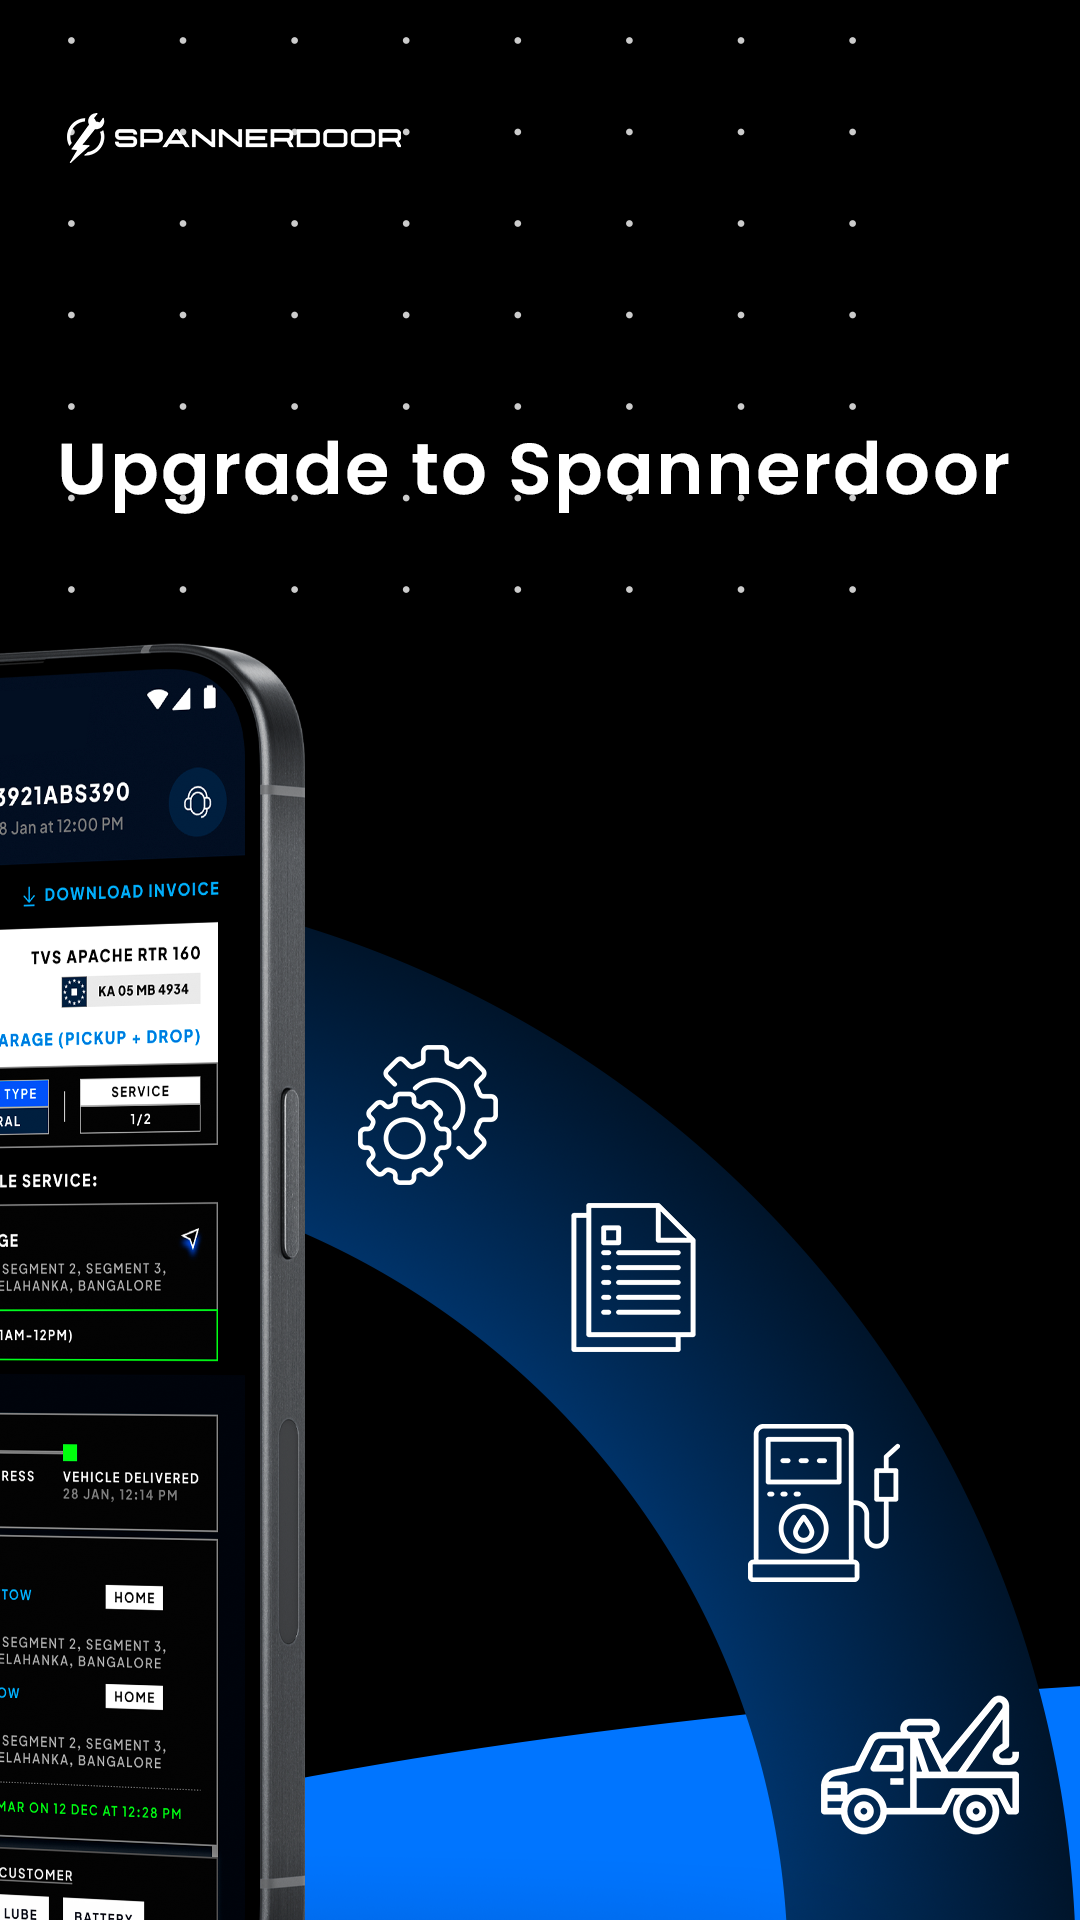 SPANNERDOOR
Upgrade to Spannerdoor
3921ABS390
8 Jan at 12:00 PM
DOWNLOAD INVOICE
TVS APACHE RTR 160
KA 05 MB 4934
ARAGE (PICKUP + DROP)
TYPE
SERVICE
RAL
1/2
LE SERVICE:
GE
SEGMENT 2, SEGMENT 3,
ELAHANKA, BANGALORE
1AM-12PM)
RESS
VEHICLE DELIVERED
28 JAN, 12:14 PM
TOW
HOME
SEGMENT 2, SEGMENT 3,
ELAHANKA, BANGALORE
OW
HOME
SEGMENT 2, SEGMENT 3,
ELAHANKA, BANGALORE
MAR ON 12 DEC AT 12:28 PM
CUSTOMER
LUBE
BATTERY